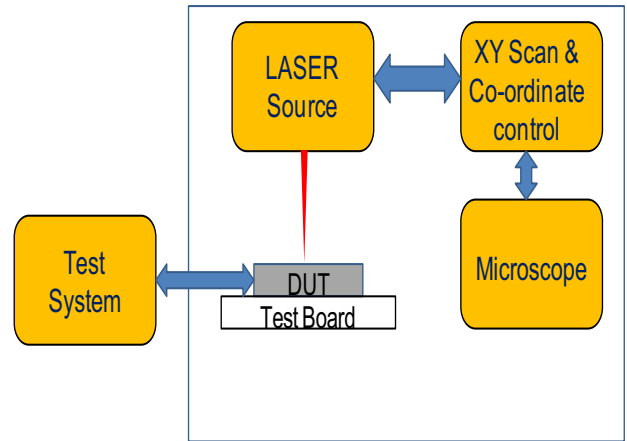 LASER
Source
XY Scan &
Co-ordinate
control
Test
System
DUT
Test Board
Microscope